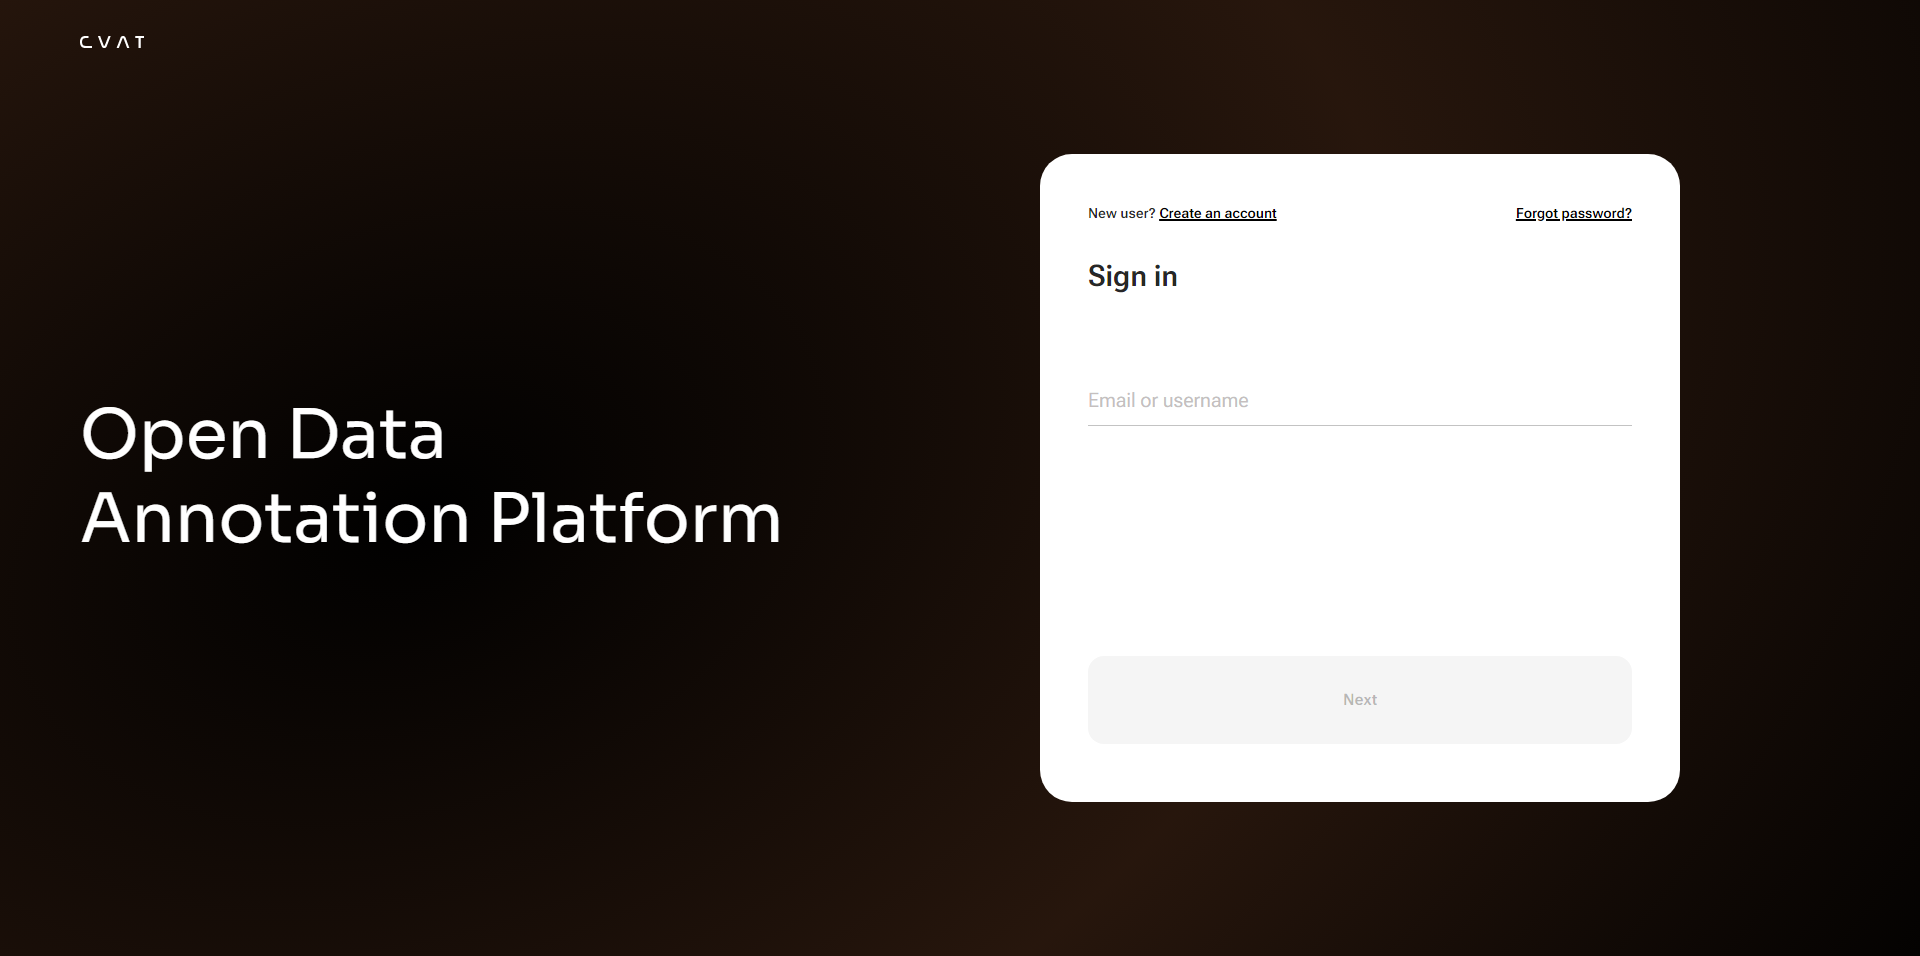 CVAT
Open Data
Annotation Platform
New user? Create an account
Forgot password?
Sign in
Email or username
Next